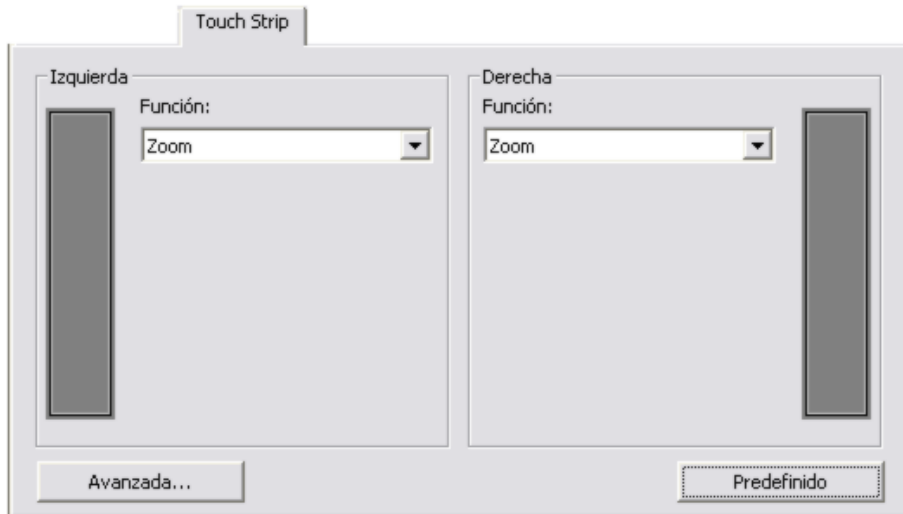 Touch Strip
Izquierda
Función:
Zoom
Derecha
Función:
Zoom
Avanzada...
Predefinido